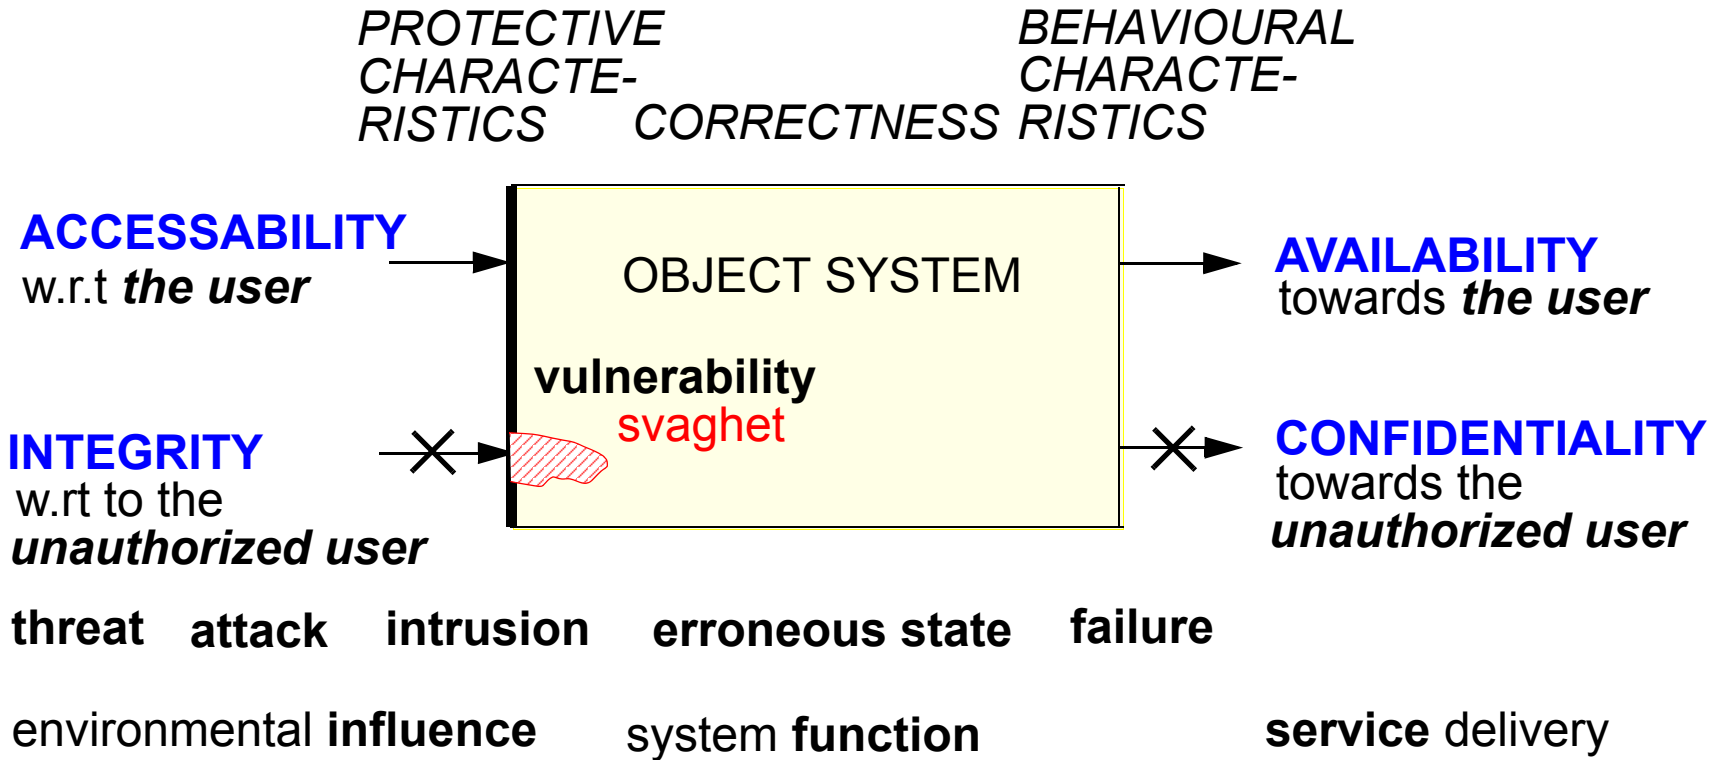 PROTECTIVE
CHARACTE-
RISTICS
CORRECTNESS
BEHAVIOURAL
CHARACTE-
RISTICS
ACCESSABILITY
w.r.t the user
OBJECT SYSTEM
AVAILABILITY
towards the user
vulnerability
svaghet
INTEGRITY
w.rt to the
unauthorized user
CONFIDENTIALITY
towards the
unauthorized user
threat attack intrusion erroneous state failure
environmental influence system function service delivery